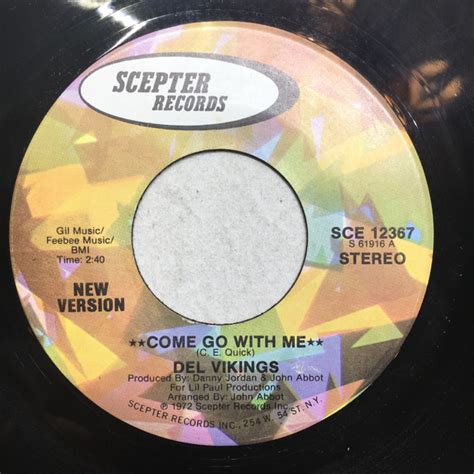 SCEPTER
RECORDS
Gil Music/
Feebee Music/
BMI
Time: 2:40
NEW
VERSION
SCE 12367
S 61916 A
STEREO
★★COME GO WITH ME★★
(C. E. Quick)
DEL VIKINGS
Produced By: Danny Jordan & John Abbot
For Lil Paul Productions
Arranged By: John Abbot
℗ 1972 Scepter Records Inc.
SCEPTER RECORDS INC., 254 W. 54 ST. N.Y.